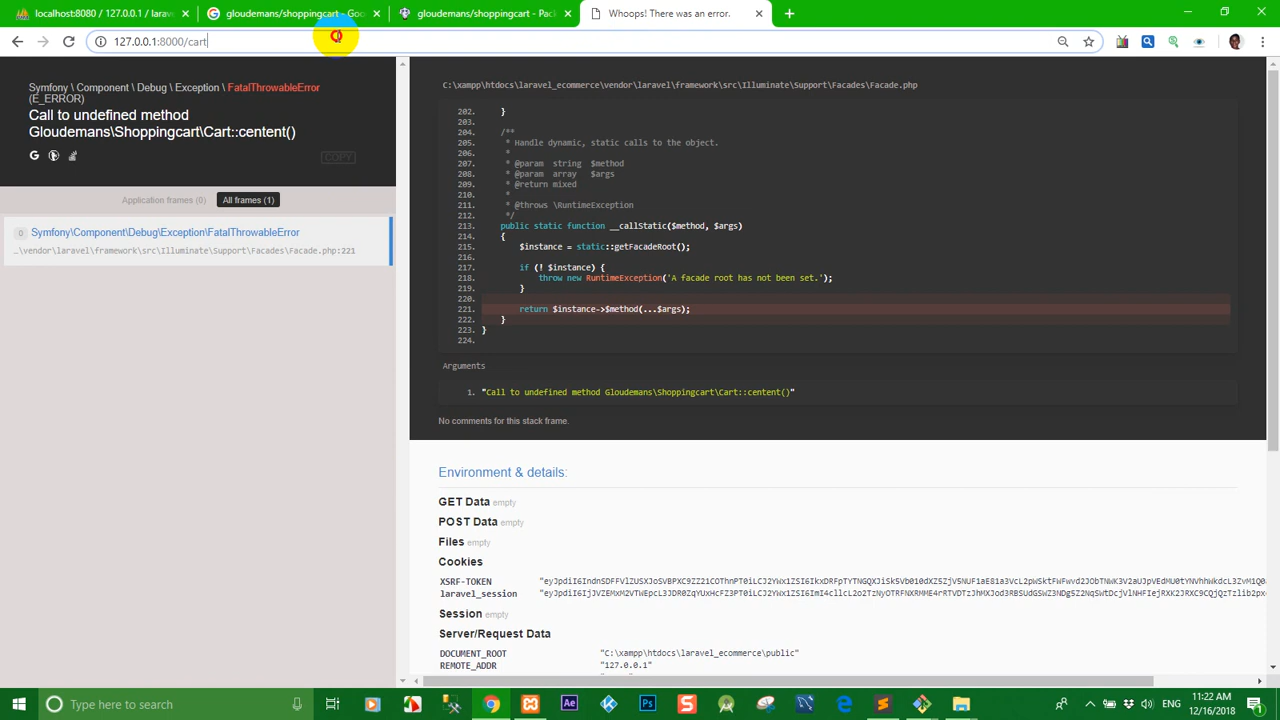 localhost:8080 / 127.0.0.1 / larav
gloudemans/shoppingcart - Goo
gloudemans/shoppingcart - Pack
Whoops! There was an error.
127.0.0.1:8000/cart
Symfony \ Component \ Debug \ Exception \ FatalThrowableError
(E_ERROR)
Call to undefined method
Gloudemans\Shoppingcart\Cart::centent()
COPY
Application frames (0)
All frames (1)
0
Symfony\Component\Debug\Exception\FatalThrowableError
…\vendor\laravel\framework\src\Illuminate\Support\Facades\Facade.php:221
C:\xampp\htdocs\laravel_ecommerce\vendor\laravel\framework\src\Illuminate\Support\Facades\Facade.php
202. }
203.
204. /**
205. * Handle dynamic, static calls to the object.
206. *
207. * @param string $method
208. * @param array $args
209. * @return mixed
210. *
211. * @throws \RuntimeException
212. */
213. public static function __callStatic($method, $args)
214. {
215. $instance = static::getFacadeRoot();
216.
217. if (! $instance) {
218. throw new RuntimeException('A facade root has not been set.');
219. }
220.
221. return $instance->$method(...$args);
222. }
223. }
224.
Arguments
1. "Call to undefined method Gloudemans\Shoppingcart\Cart::centent()"
No comments for this stack frame.
Environment & details:
GET Data empty
POST Data empty
Files empty
Cookies
XSRF-TOKEN
laravel_session
Session empty
Server/Request Data
DOCUMENT_ROOT "C:\xampp\htdocs\laravel_ecommerce\public"
REMOTE_ADDR "127.0.0.1"
Type here to search
ENG
11:22 AM
12/16/2018